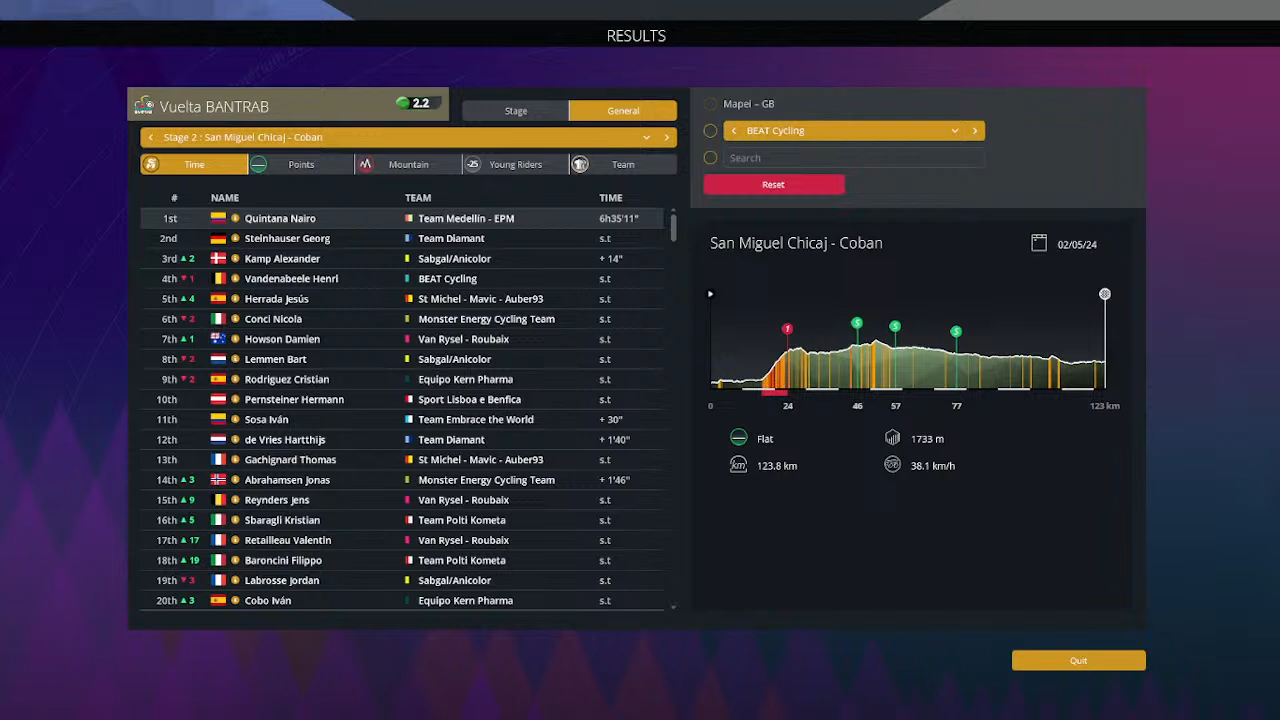 RESULTS
Vuelta BANTRAB
2.2
Stage
General
Stage 2 : San Miguel Chicaj - Coban
Time
Points
Mountain
-25 Young Riders
Team
# NAME TEAM TIME
1st Quintana Nairo Team Medellín - EPM 6h35'11"
2nd Steinhauser Georg Team Diamant s.t
3rd 2 Kamp Alexander Sabgal/Anicolor + 14"
4th 1 Vandenabeele Henri BEAT Cycling s.t
5th 4 Herrada Jesús St Michel - Mavic - Auber93 s.t
6th 2 Conci Nicola Monster Energy Cycling Team s.t
7th 1 Howson Damien Van Rysel - Roubaix s.t
8th 2 Lemmen Bart Sabgal/Anicolor s.t
9th 2 Rodriguez Cristian Equipo Kern Pharma s.t
10th Pernsteiner Hermann Sport Lisboa e Benfica s.t
11th Sosa Iván Team Embrace the World + 30"
12th de Vries Hartthijs Team Diamant + 1'40"
13th Gachignard Thomas St Michel - Mavic - Auber93 s.t
14th 3 Abrahamsen Jonas Monster Energy Cycling Team + 1'46"
15th 9 Reynders Jens Van Rysel - Roubaix s.t
16th 5 Sbaragli Kristian Team Polti Kometa s.t
17th 17 Retailleau Valentin Van Rysel - Roubaix s.t
18th 19 Baroncini Filippo Team Polti Kometa s.t
19th 3 Labrosse Jordan Sabgal/Anicolor s.t
20th 3 Cobo Iván Equipo Kern Pharma s.t
Mapei – GB
BEAT Cycling
Search
Reset
San Miguel Chicaj - Coban
02/05/24
1 S S S
0 24 46 57 77 123 km
Flat
1733 m
km 123.8 km
38.1 km/h
Quit